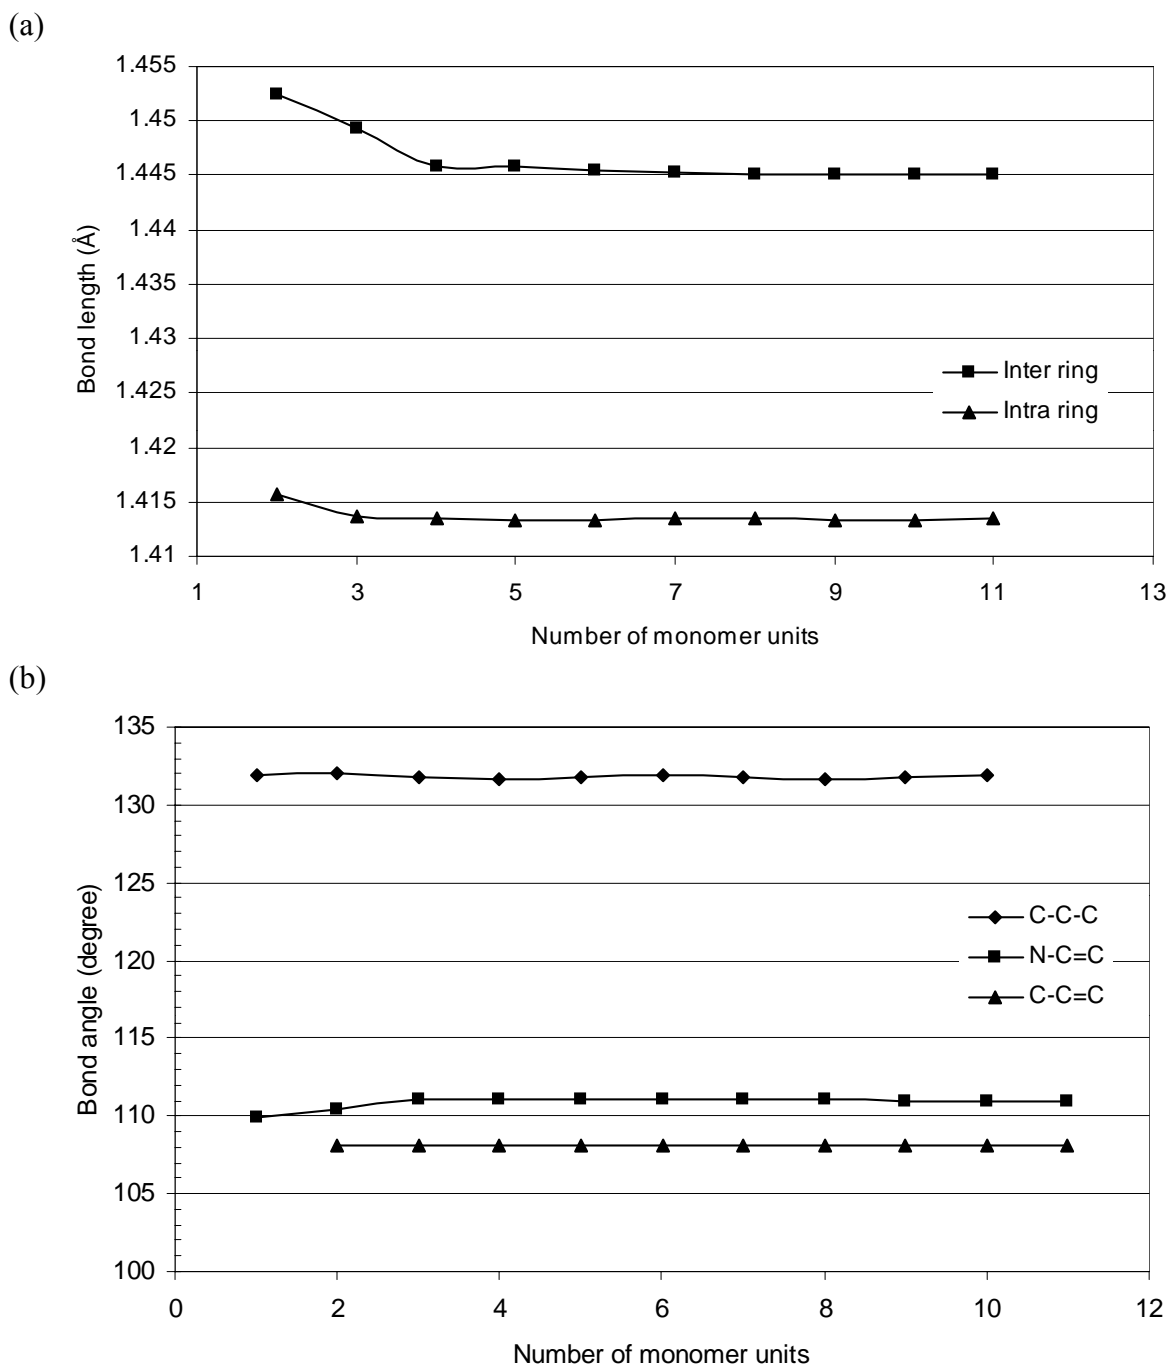 (a)
1.455
1.45
1.445
1.44
1.435
1.43
1.425
1.42
1.415
1.41
Bond length (Å)
Inter ring
Intra ring
1 3 5 7 9 11 13
Number of monomer units
(b)
135
130
125
120
115
110
105
100
Bond angle (degree)
C-C-C
N-C=C
C-C=C
0 2 4 6 8 10 12
Number of monomer units